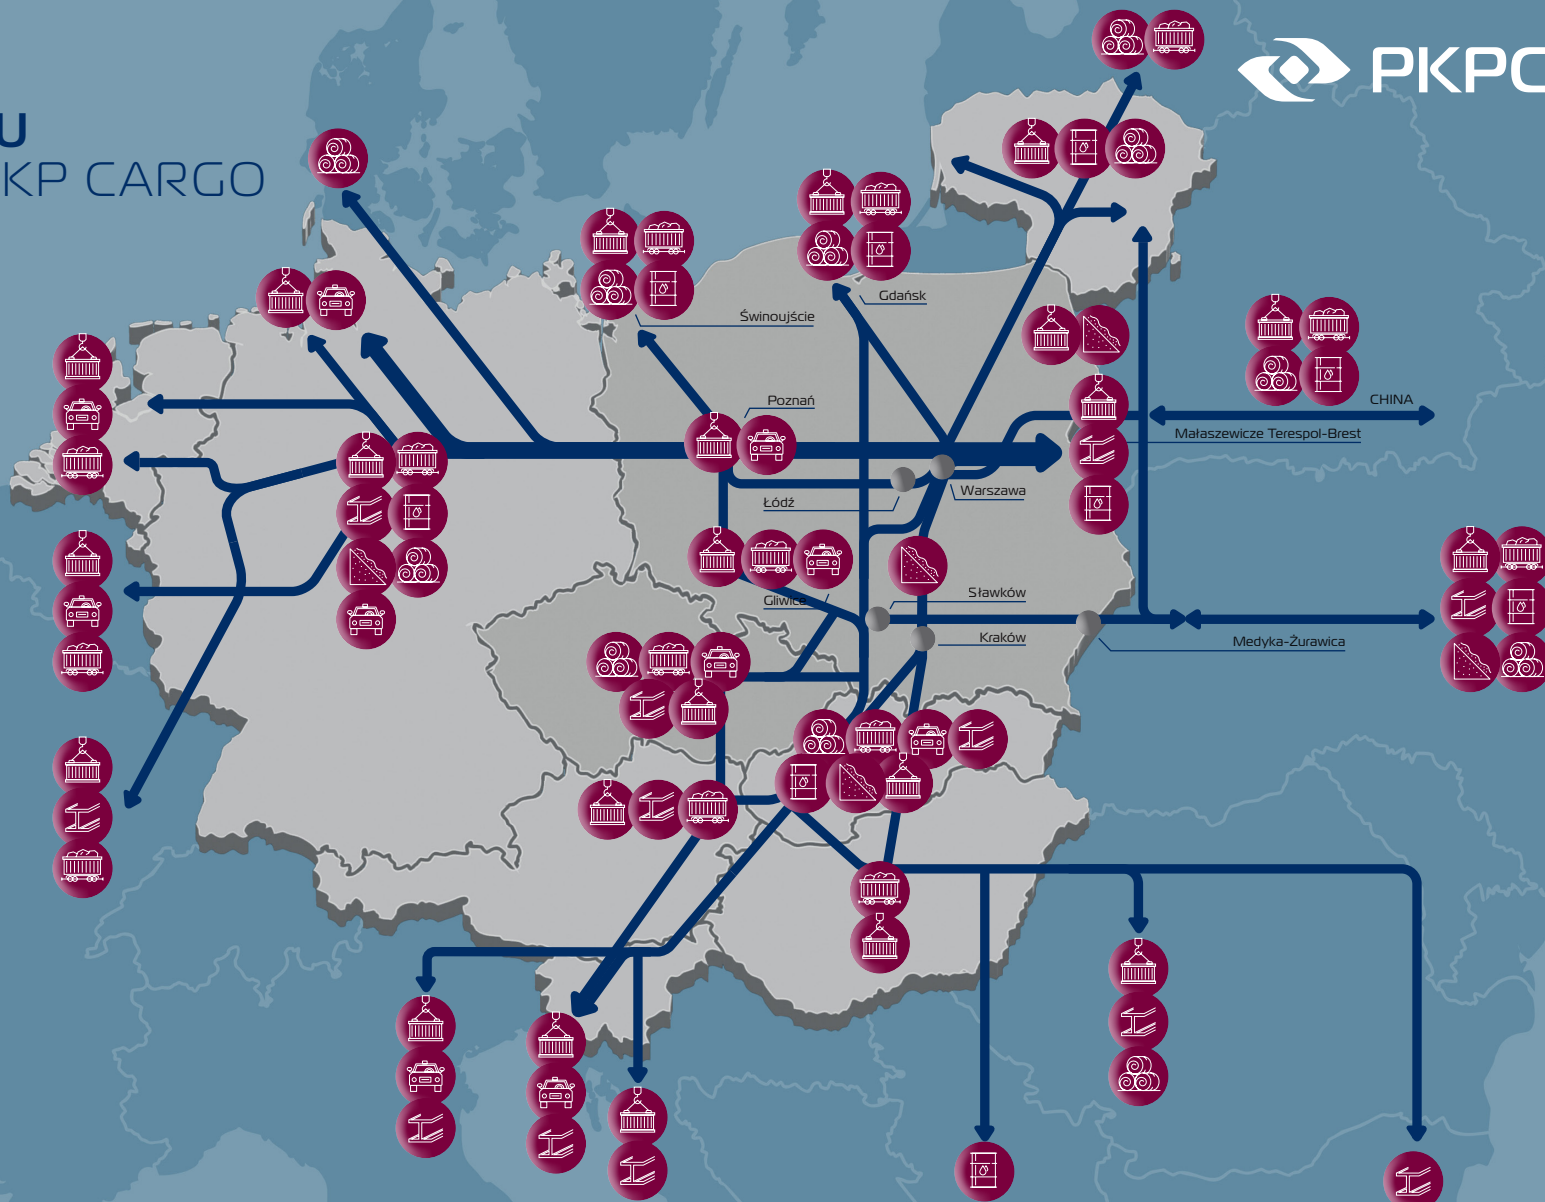 U
KP CARGO
PKPC
Gdańsk
Świnoujście
Poznań
CHINA
Małaszewicze Terespol-Brest
Warszawa
Łódź
Sławków
Gliwice
Kraków
Medyka-Żurawica